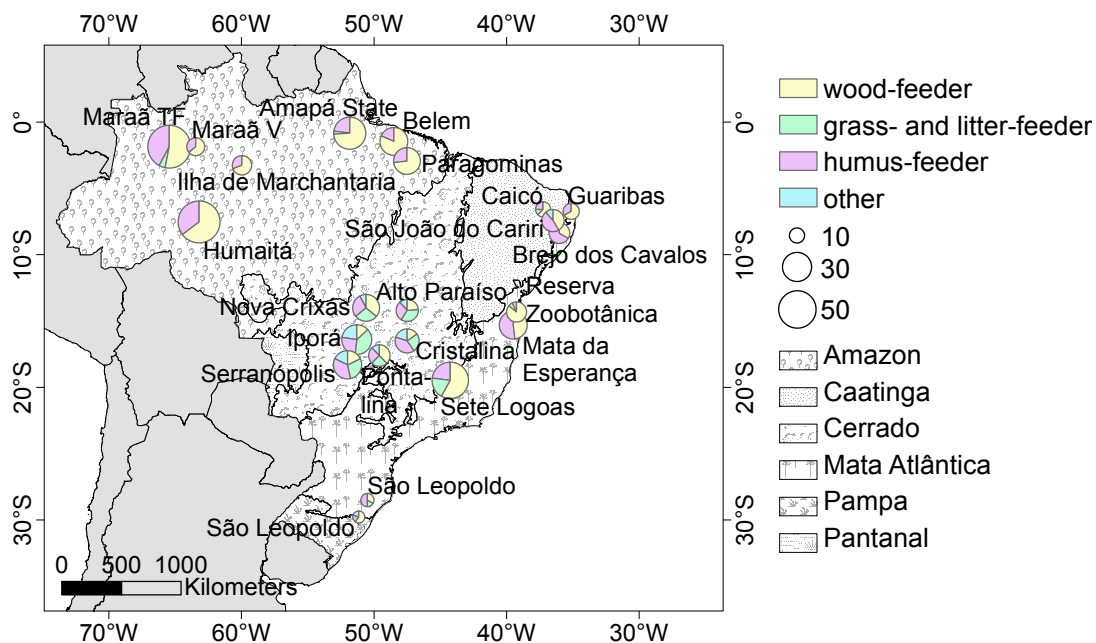 70°W 60°W 50°W 40°W 30°W
0°
10°S
20°S
30°S
Maraã TF
Maraã V
Amapá State
Belem
Paragominas
Ilha de Marchantaria
Humaitá
Caicó
Guaribas
São João do Cariri
Brejo dos Cavalos
Nova Crixás
Alto Paraíso
Reserva
Zoobotânica
Iporá
Cristalina
Mata da
Esperança
Serranópolis
Ponta-
lina
Sete Logoas
São Leopoldo
São Leopoldo
0 500 1000
Kilometers
0°
10°S
20°S
30°S
70°W 60°W 50°W 40°W 30°W
wood-feeder
grass- and litter-feeder
humus-feeder
other
10
30
50
Amazon
Caatinga
Cerrado
Mata Atlântica
Pampa
Pantanal